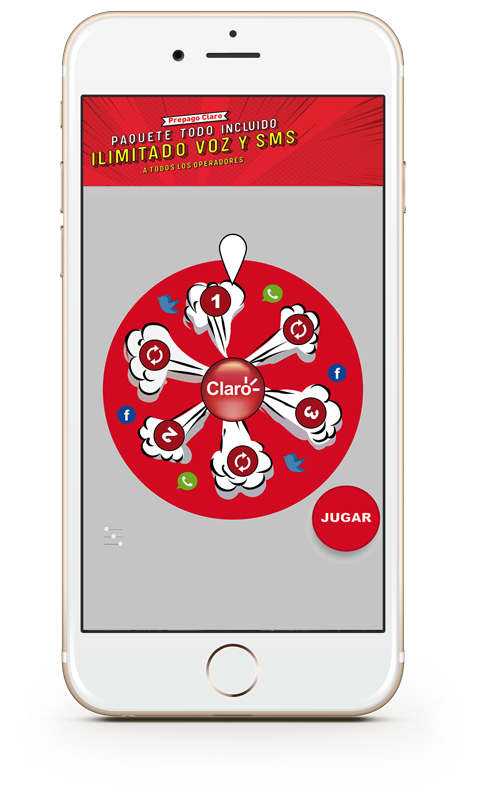 Prepago Claro
PAQUETE TODO INCLUIDO
ILIMITADO VOZ Y SMS
A TODOS LOS OPERADORES
1
Claro
3
2
JUGAR